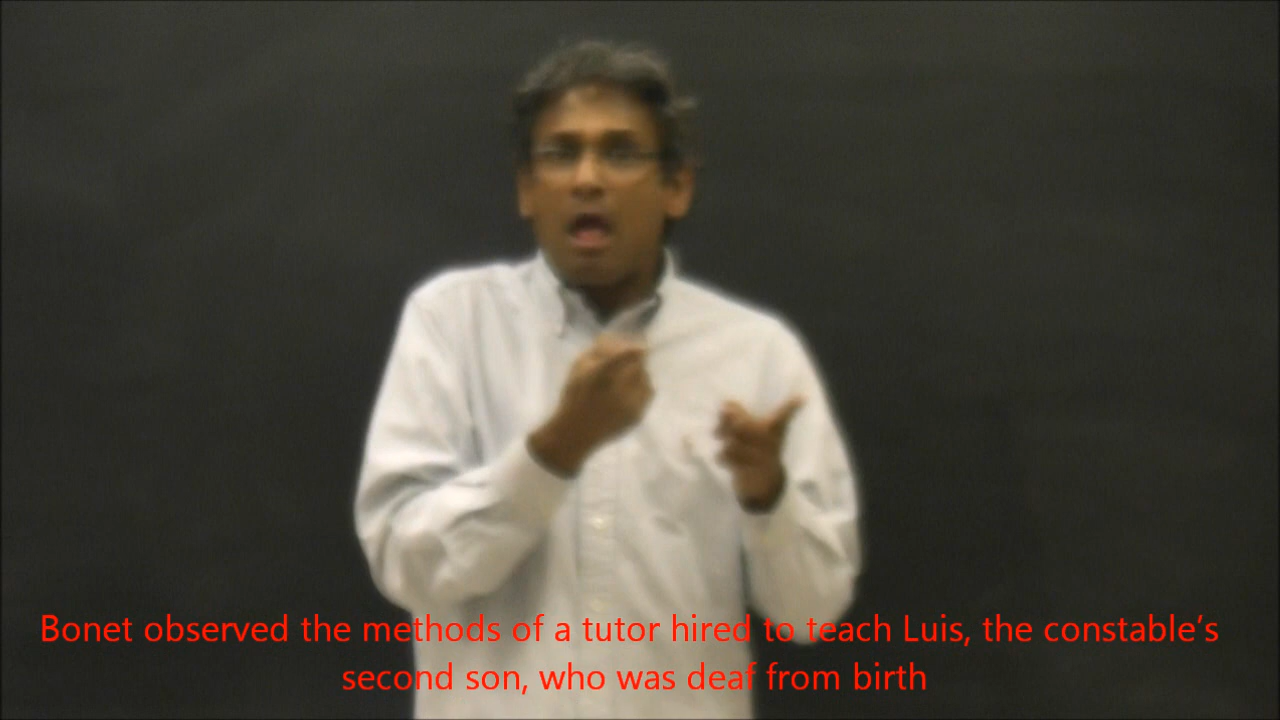 Bonet observed the methods of a tutor hired to teach Luis, the constable’s
second son, who was deaf from birth